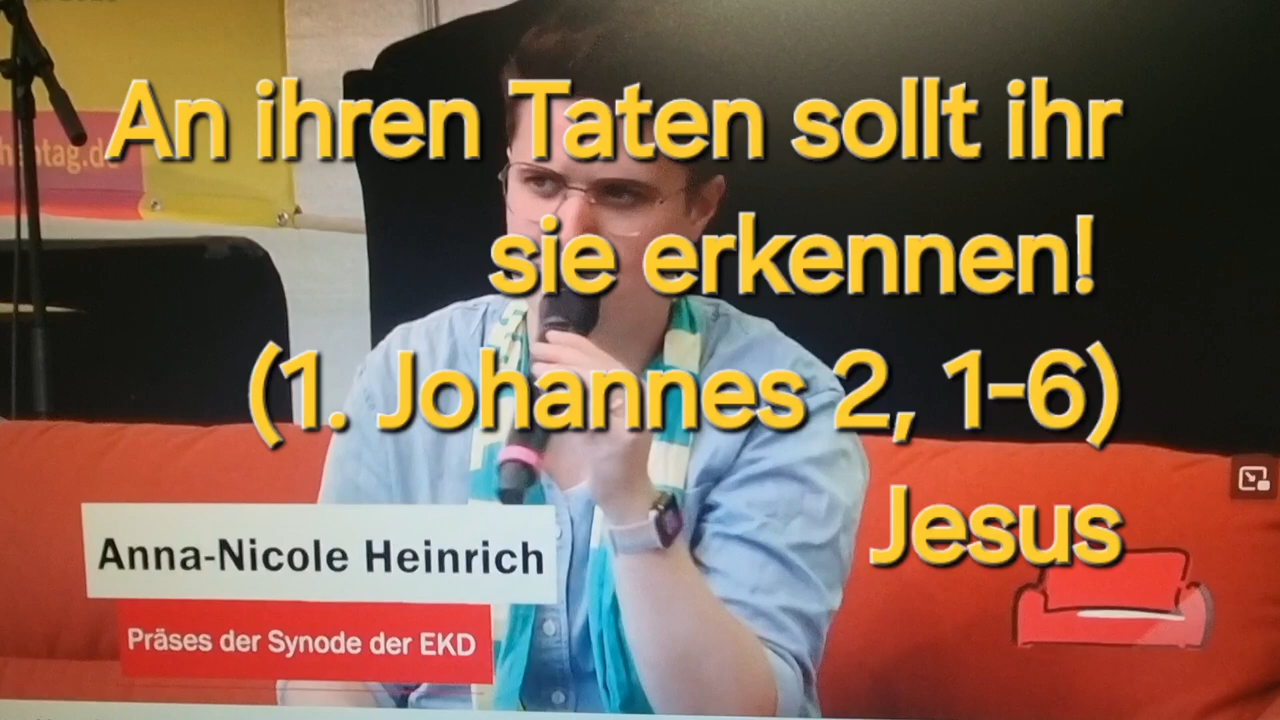 An ihren Taten sollt ihr
sie erkennen!
(1. Johannes 2, 1-6)
Jesus
Anna-Nicole Heinrich
Präses der Synode der EKD